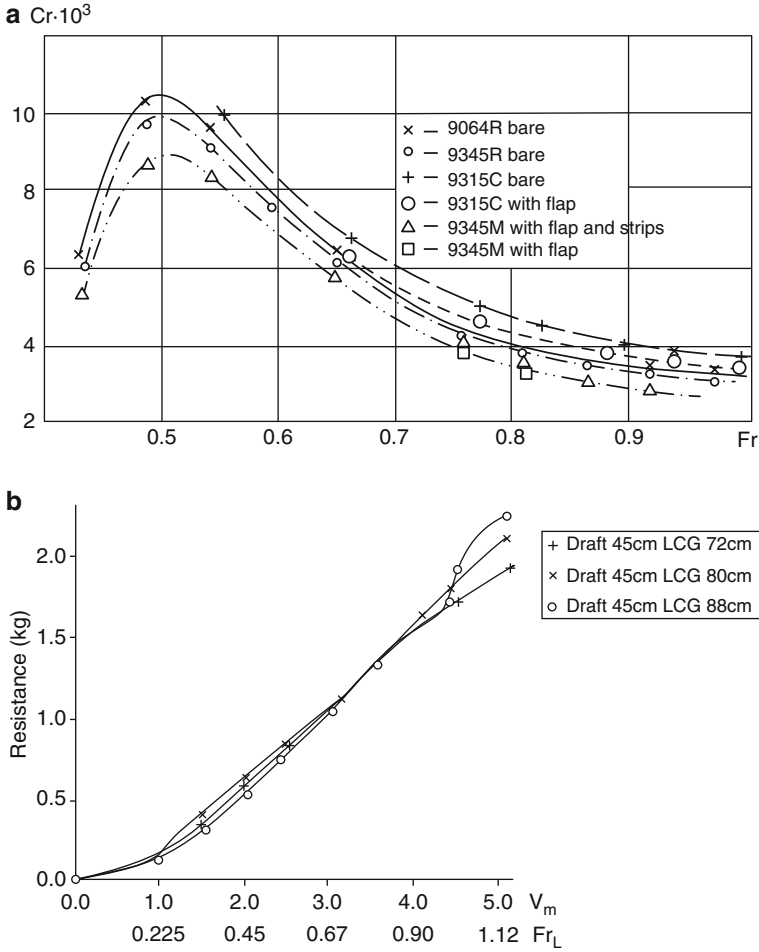 a Cr·10³
10
8
6
4
2
0.5 0.6 0.7 0.8 0.9 Fr
9064R bare
9345R bare
9315C bare
9315C with flap
9345M with flap and strips
9345M with flap
b
Resistance (kg)
2.0
1.5
1.0
0.5
0.0
0.0 1.0 2.0 3.0 4.0 5.0 Vₘ
0.225 0.45 0.67 0.90 1.12 Fr_L
Draft 45cm LCG 72cm
Draft 45cm LCG 80cm
Draft 45cm LCG 88cm